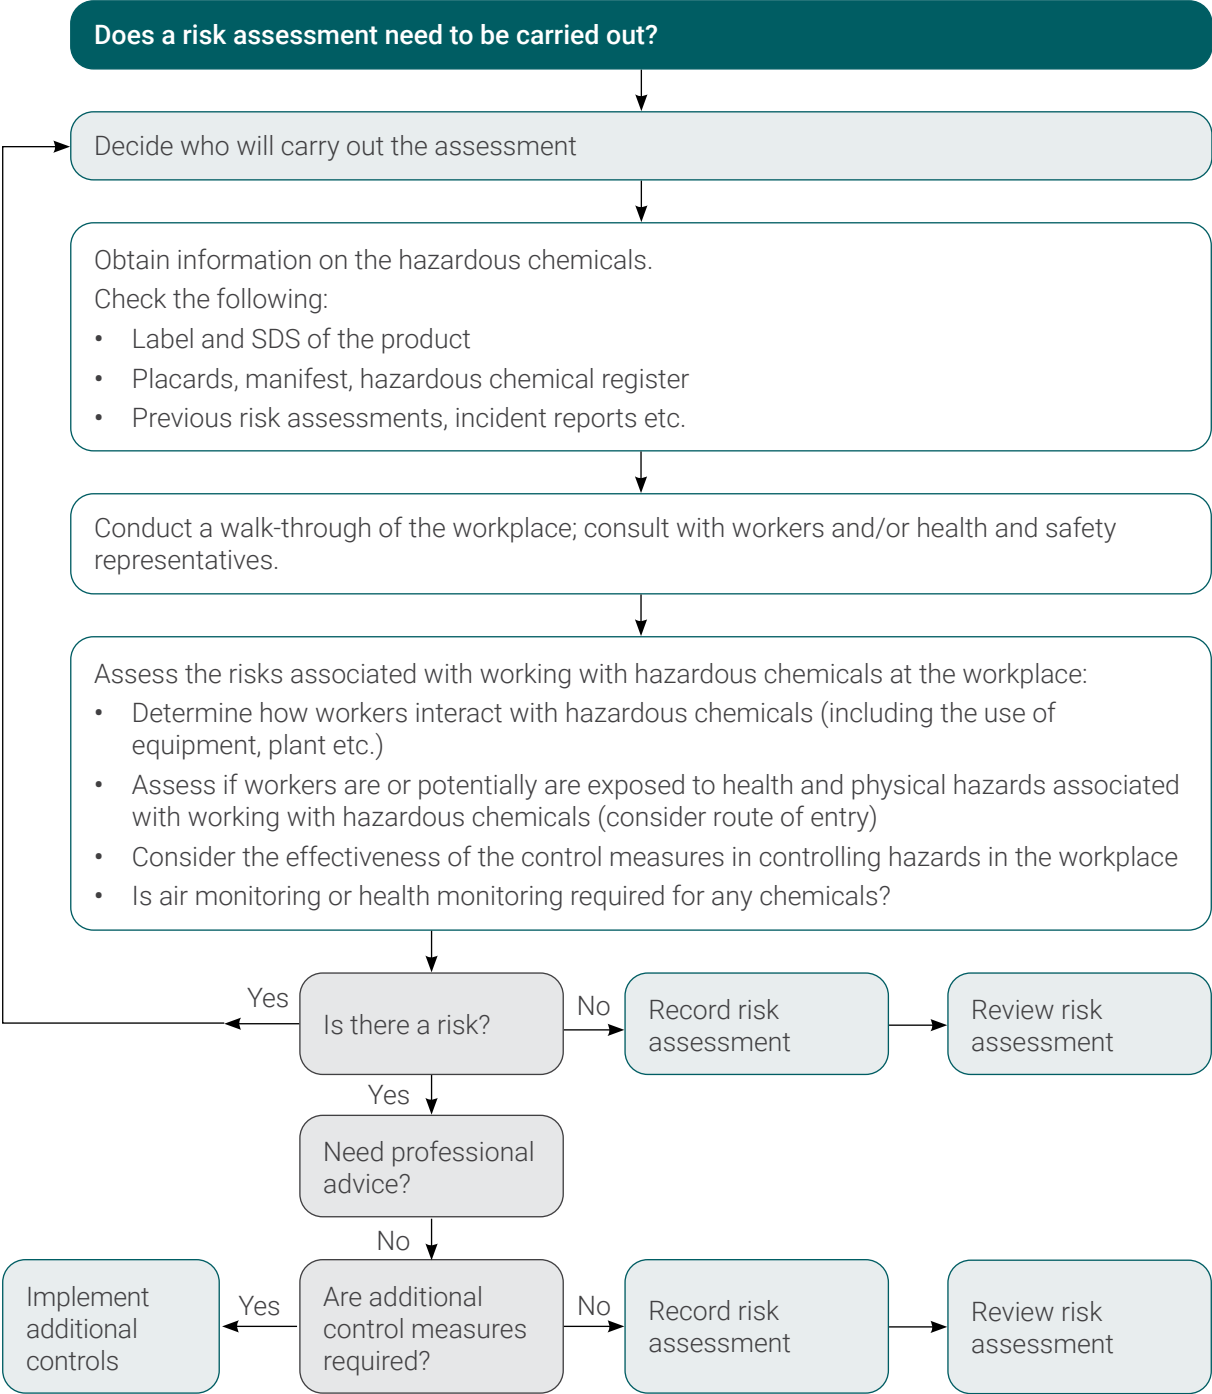 Does a risk assessment need to be carried out?
Decide who will carry out the assessment
Obtain information on the hazardous chemicals.
Check the following:
• Label and SDS of the product
• Placards, manifest, hazardous chemical register
• Previous risk assessments, incident reports etc.
Conduct a walk-through of the workplace; consult with workers and/or health and safety
representatives.
Assess the risks associated with working with hazardous chemicals at the workplace:
• Determine how workers interact with hazardous chemicals (including the use of
equipment, plant etc.)
• Assess if workers are or potentially are exposed to health and physical hazards associated
with working with hazardous chemicals (consider route of entry)
• Consider the effectiveness of the control measures in controlling hazards in the workplace
• Is air monitoring or health monitoring required for any chemicals?
Yes
Is there a risk?
No
Record risk
assessment
Review risk
assessment
Yes
Need professional
advice?
No
Implement
additional
controls
Yes
Are additional
control measures
required?
No
Record risk
assessment
Review risk
assessment